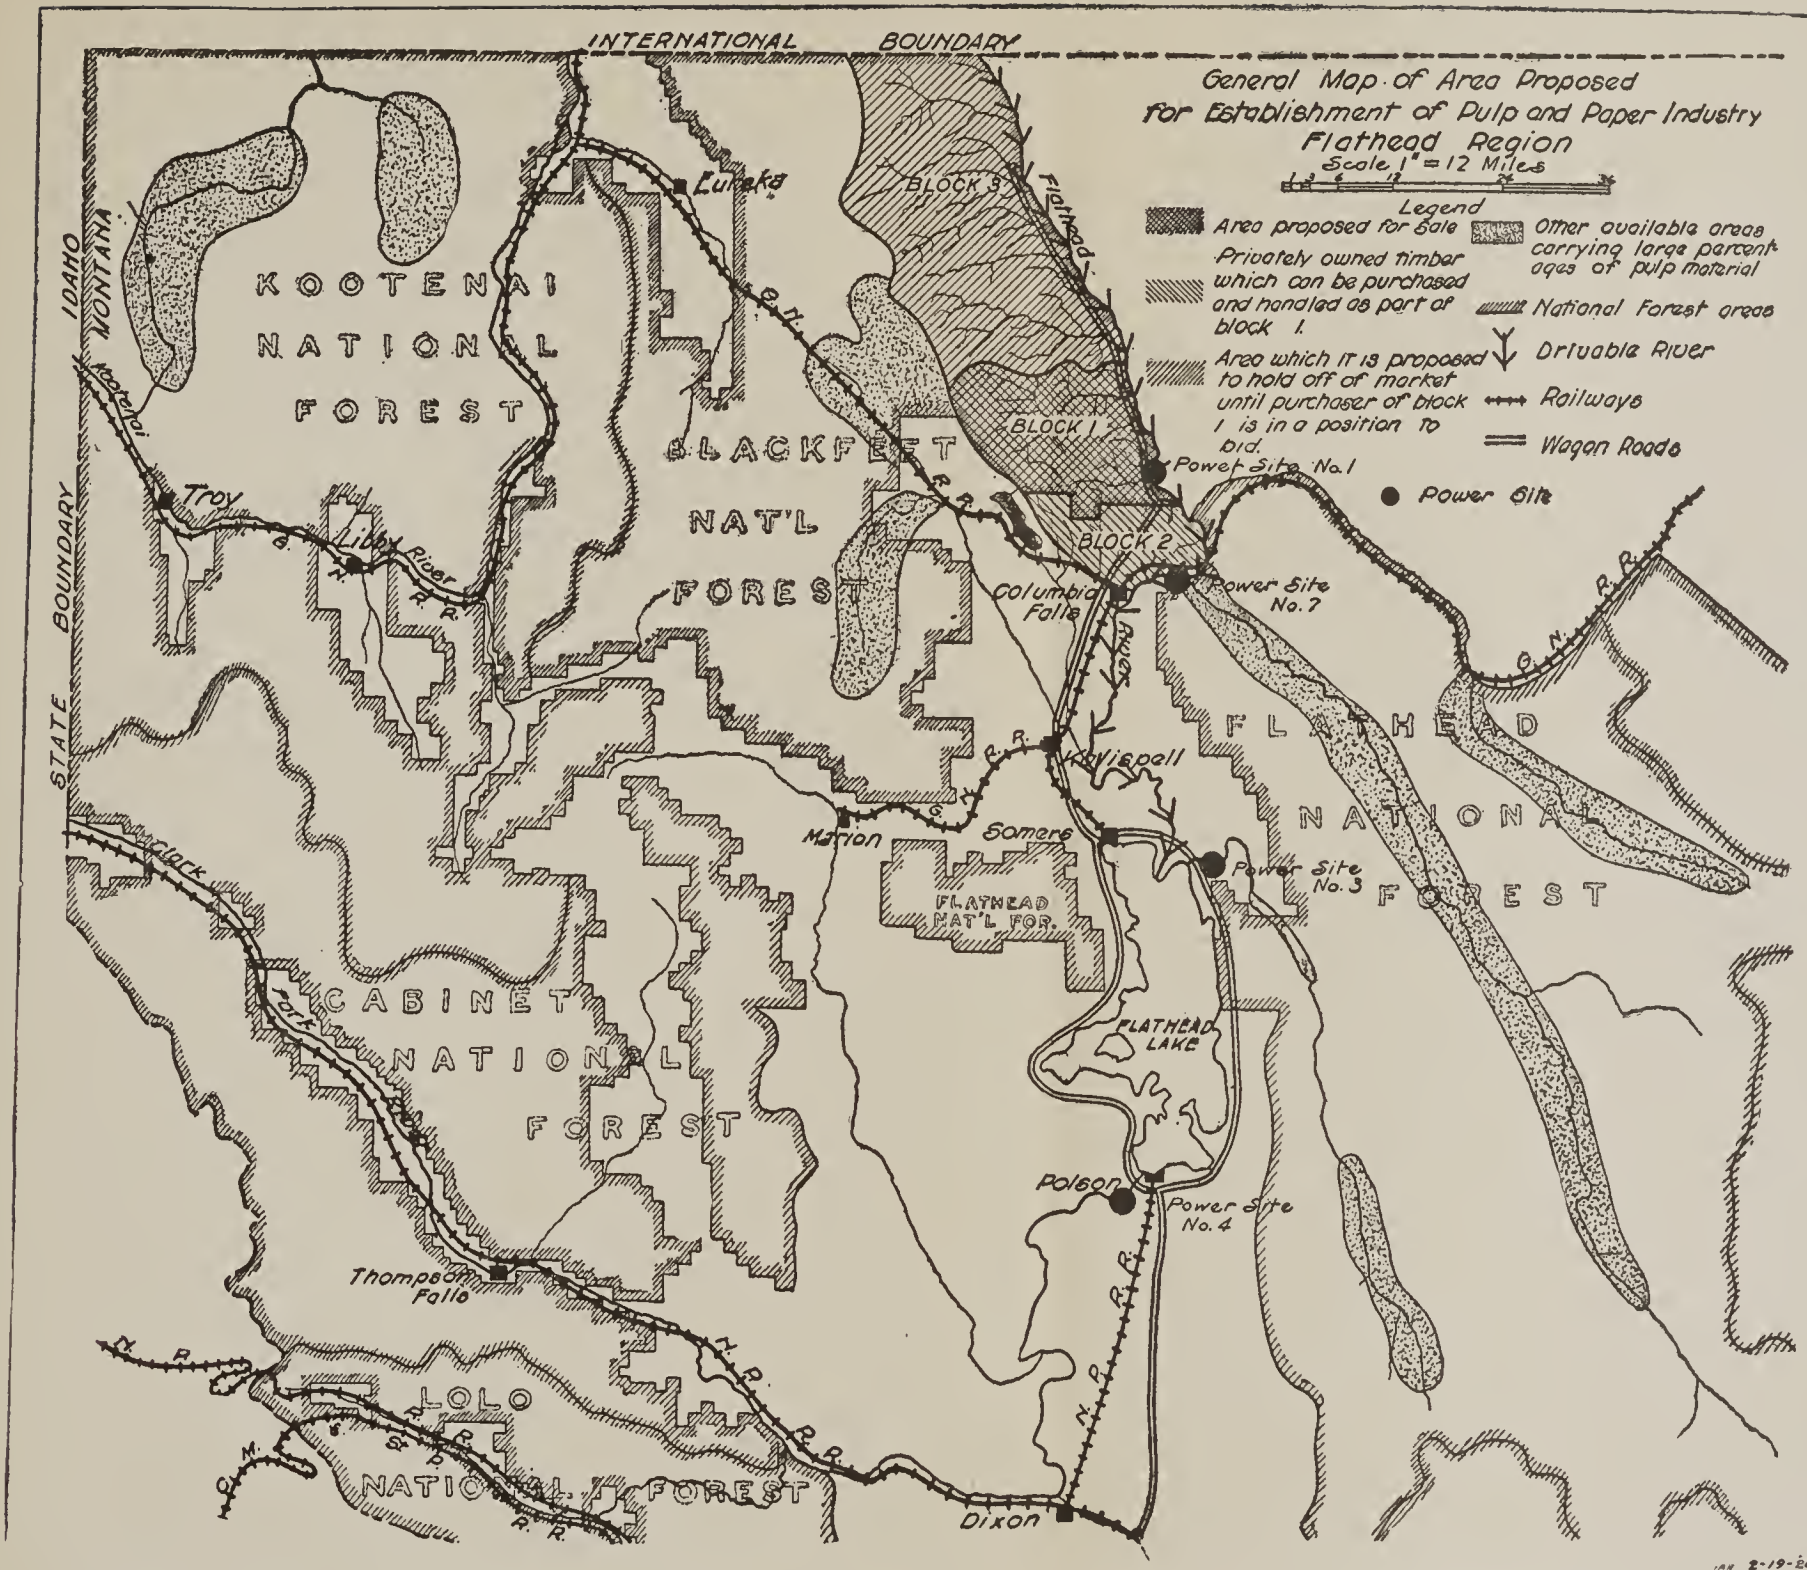 INTERNATIONAL BOUNDARY
General Map of Area Proposed
for Establishment of Pulp and Paper Industry
Flathead Region
Scale 1" = 12 Miles
Legend
Area proposed for Sale
Privately owned timber
which can be purchased
and handled as part of
block 1.
Area which it is proposed
to hold off of market
until purchaser of block
1 is in a position to
bid.
Other available areas
carrying large percent-
ages of pulp material
National Forest areas
Drivable River
Railways
Wagon Roads
Power Site
IDAHO
MONTANA
STATE BOUNDARY
KOOTENAI
NATIONAL
FOREST
Eureka
G. N.
R. R.
BLOCK 3
Flathead
BLOCK 1
BLOCK 2
Power Site No. 1
BLACKFEET
NAT'L
FOREST
Kootenai
River
Troy
Libby
G.
N.
R. R.
Columbia
Falls
River
Power Site
No. 2
G. N. R. R.
FLATHEAD
NATIONAL
FOREST
Kalispell
G. N. R. R.
Marion
Somers
Power Site
No. 3
FLATHEAD
NAT'L FOR.
FLATHEAD
LAKE
Clark
Fork
CABINET
NATIONAL
FOREST
Polson
Power Site
No. 4
N. P. R. R.
Thompson
Falls
N. P.
N. P. R. R.
LOLO
NATIONAL FOREST
P. R.
C. M.
&
St. P.
R. R.
Dixon
2-19-2